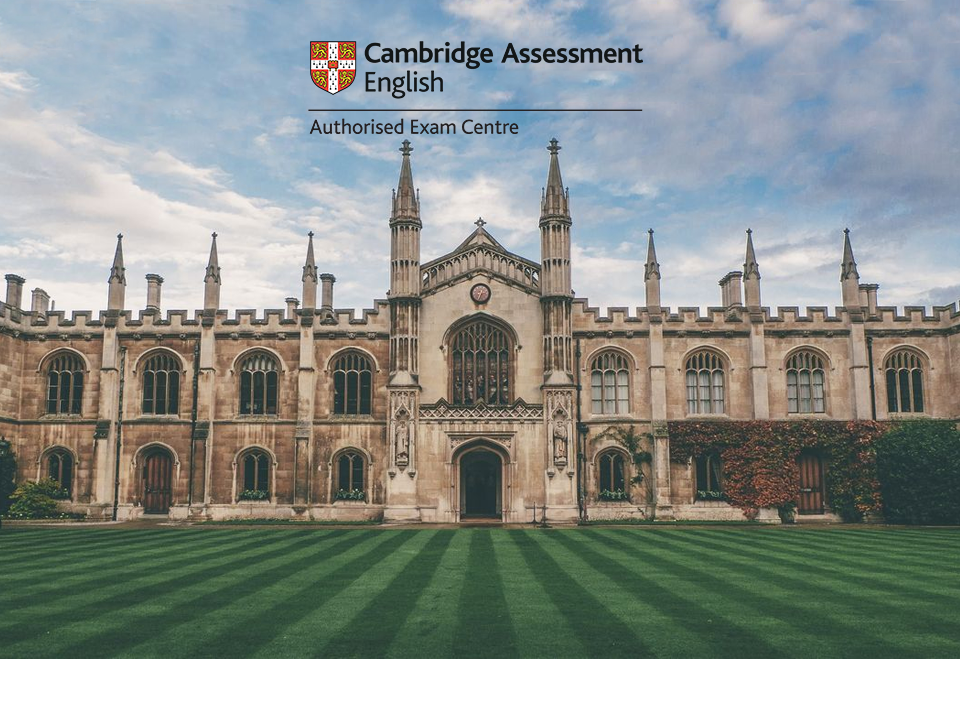 Cambridge Assessment
English
Authorised Exam Centre